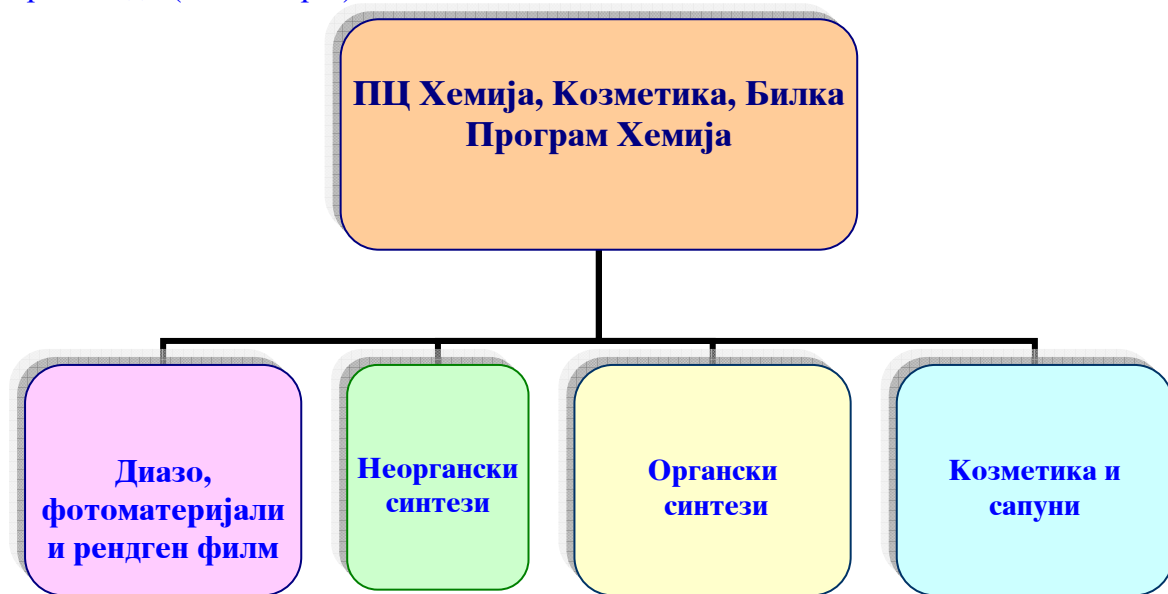 ПЦ Хемија, Козметика, Билка
Програм Хемија
Диазо,
фотоматеријали
и рендген филм
Неоргански
синтези
Органски
синтези
Козметика и
сапуни